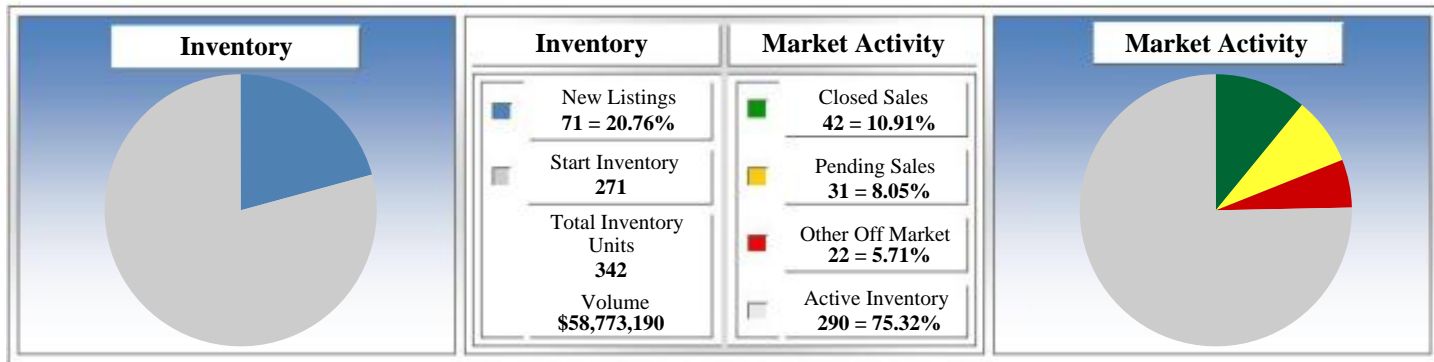 Inventory
Inventory
Market Activity
Market Activity
New Listings
71 = 20.76%
Start Inventory
271
Total Inventory
Units
342
Volume
$58,773,190
Closed Sales
42 = 10.91%
Pending Sales
31 = 8.05%
Other Off Market
22 = 5.71%
Active Inventory
290 = 75.32%